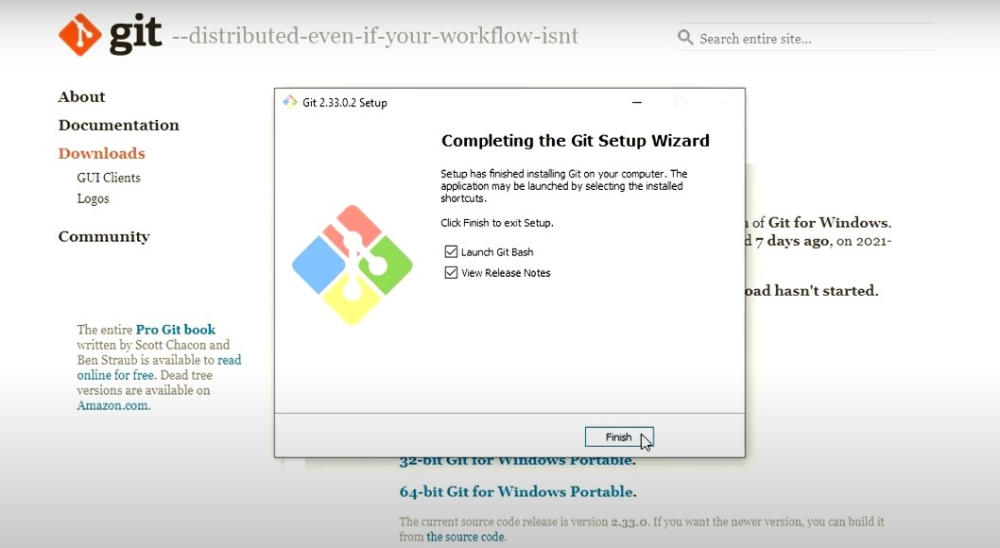 git --distributed-even-if-your-workflow-isnt
Search entire site...
About
Documentation
Downloads
GUI Clients
Logos
Community
The entire Pro Git book
written by Scott Chacon and
Ben Straub is available to read
online for free. Dead tree
versions are available on
Amazon.com.
Git 2.33.0.2 Setup
Completing the Git Setup Wizard
Setup has finished installing Git on your computer. The
application may be launched by selecting the installed
shortcuts.
Click Finish to exit Setup.
Launch Git Bash
View Release Notes
Finish
of Git for Windows.
7 days ago, on 2021-
hasn't started.
32-bit Git for Windows Portable.
64-bit Git for Windows Portable.
The current source code release is version 2.33.0. If you want the newer version, you can build it
from the source code.